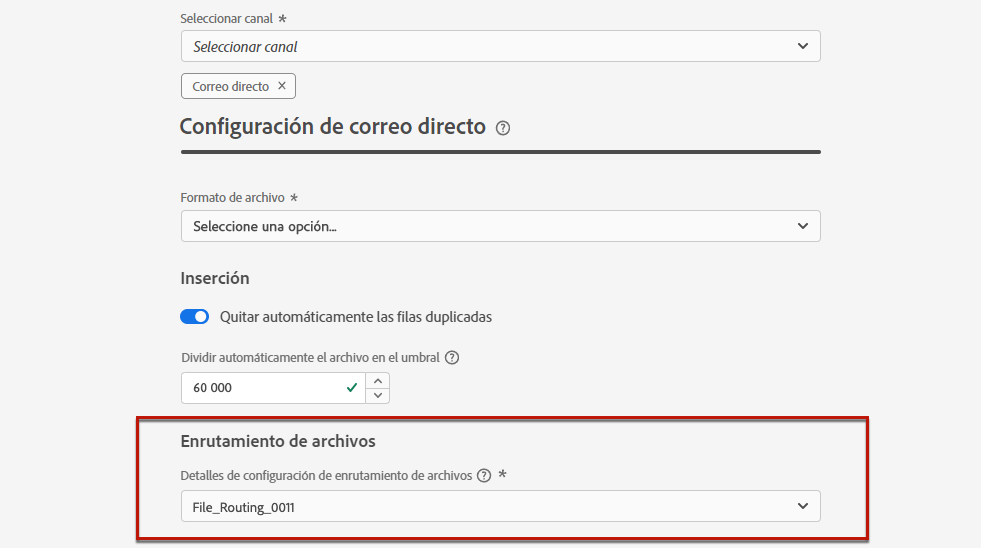 Seleccionar canal *
Seleccionar canal
Correo directo ×
Configuración de correo directo ?
Formato de archivo *
Seleccione una opción...
Inserción
Quitar automáticamente las filas duplicadas
Dividir automáticamente el archivo en el umbral ?
60 000
Enrutamiento de archivos
Detalles de configuración de enrutamiento de archivos ? *
File_Routing_0011